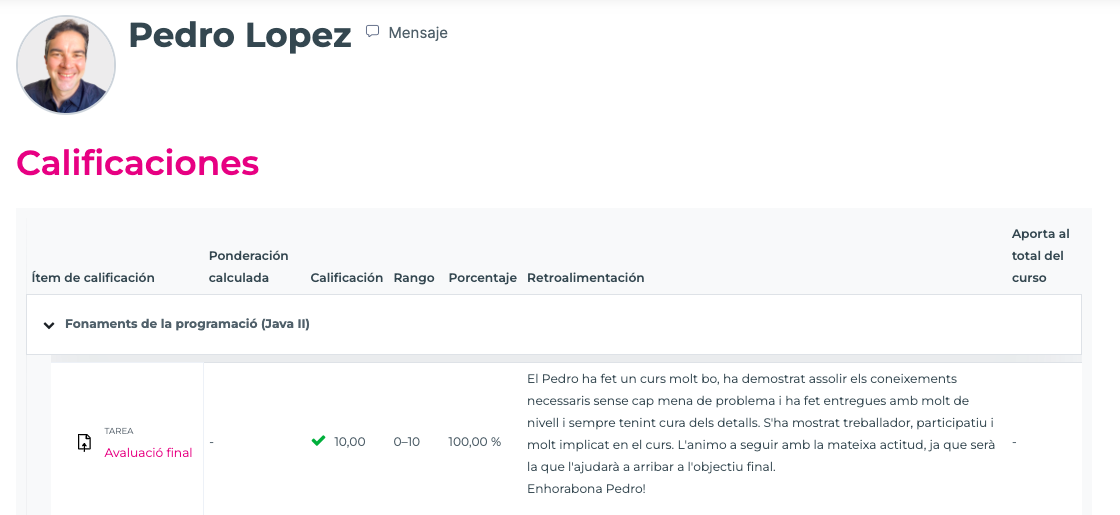 Pedro Lopez
Mensaje
Calificaciones
Ítem de calificación
Ponderación
calculada
Calificación
Rango
Porcentaje
Retroalimentación
Aporta al
total del
curso
Fonaments de la programació (Java II)
TAREA
Avaluació final
-
10,00
0–10
100,00 %
El Pedro ha fet un curs molt bo, ha demostrat assolir els coneixements
necessaris sense cap mena de problema i ha fet entregues amb molt de
nivell i sempre tenint cura dels detalls. S'ha mostrat treballador, participatiu i
molt implicat en el curs. L'animo a seguir amb la mateixa actitud, ja que serà
la que l'ajudarà a arribar a l'objectiu final.
Enhorabona Pedro!
-